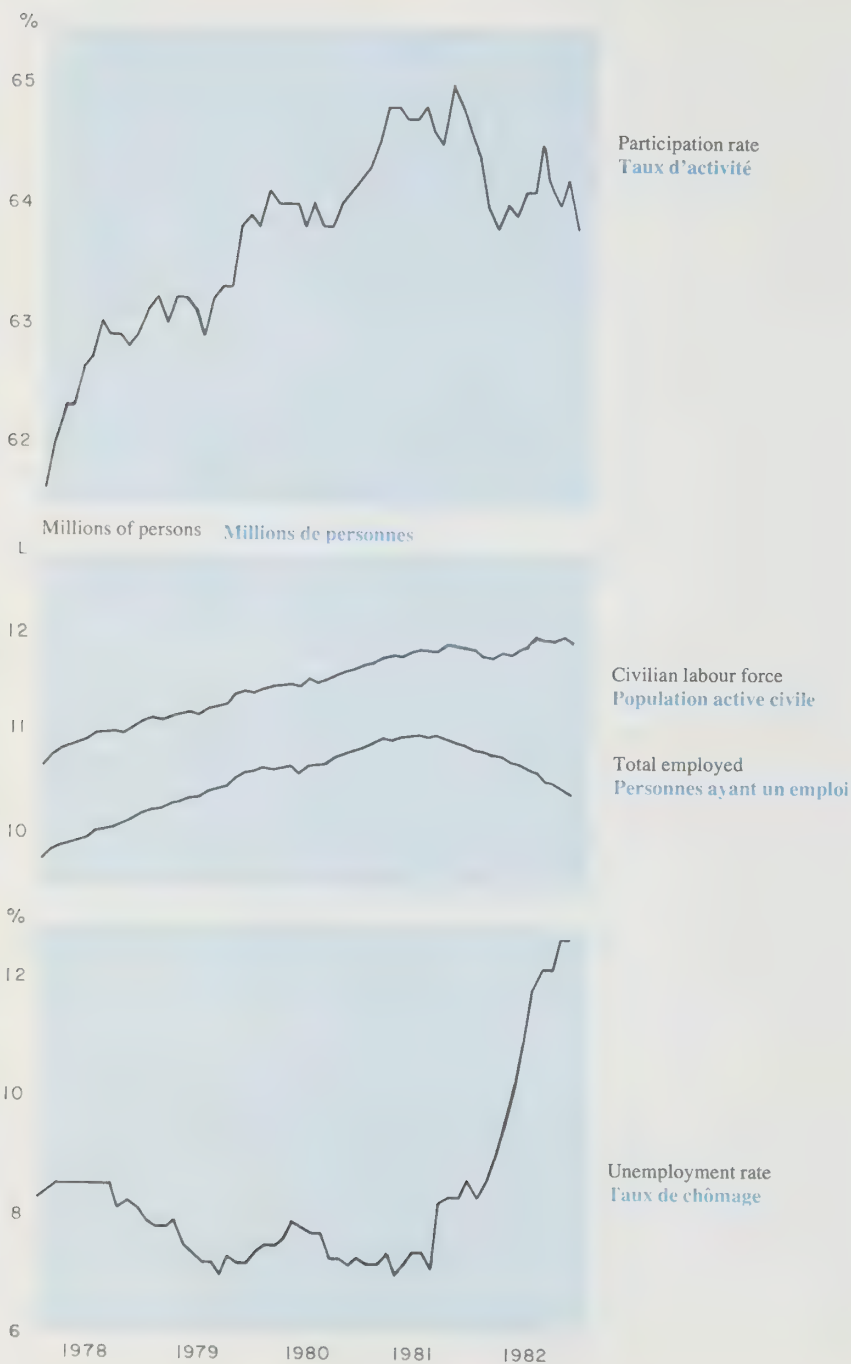 %
65
64
63
62
Participation rate
Taux d'activité
Millions of persons Millions de personnes
L
12
11
10
Civilian labour force
Population active civile
Total employed
Personnes ayant un emploi
%
12
10
8
6
Unemployment rate
Taux de chômage
1978 1979 1980 1981 1982